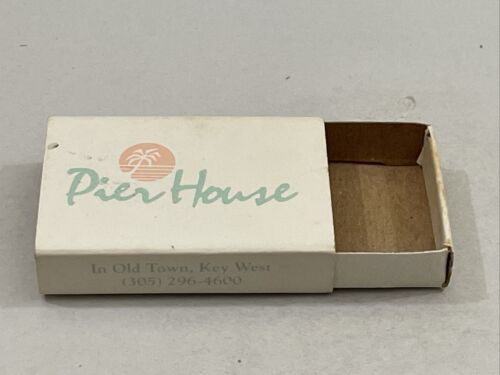 Pier House
In Old Town, Key West
(305) 296-4600